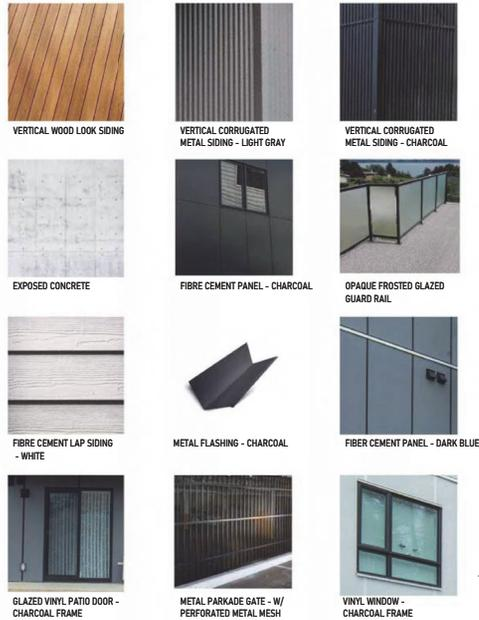 VERTICAL WOOD LOOK SIDING
VERTICAL CORRUGATED
METAL SIDING - LIGHT GRAY
VERTICAL CORRUGATED
METAL SIDING - CHARCOAL
EXPOSED CONCRETE
FIBRE CEMENT PANEL - CHARCOAL
OPAQUE FROSTED GLAZED
GUARD RAIL
FIBRE CEMENT LAP SIDING
- WHITE
METAL FLASHING - CHARCOAL
FIBER CEMENT PANEL - DARK BLUE
GLAZED VINYL PATIO DOOR -
CHARCOAL FRAME
METAL PARKADE GATE - W/
PERFORATED METAL MESH
VINYL WINDOW -
CHARCOAL FRAME